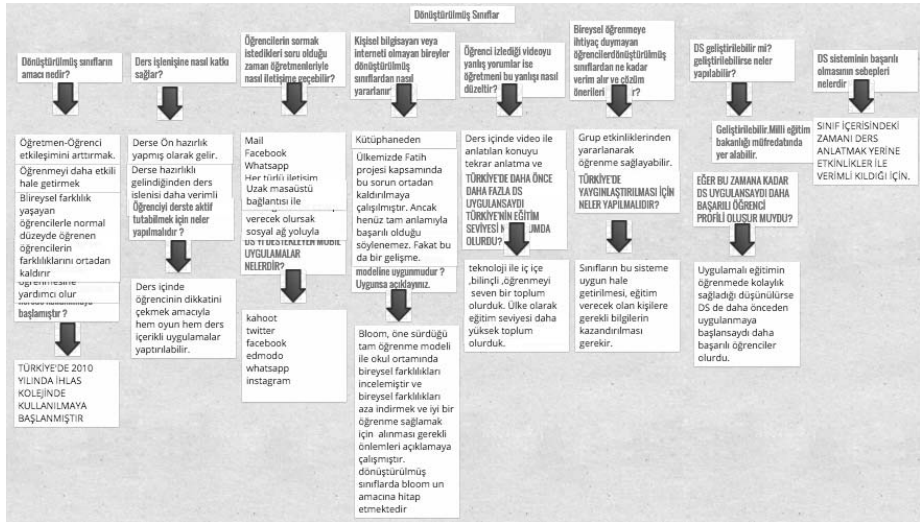 Dönüştürülmüş Sınıflar
Dönüştürülmüş sınıfların
amacı nedir?
Öğretmen-Öğrenci
etkileşimini arttırmak.
Öğrenmeyi daha etkili
hale getirmek
Blireysel farklılık
yaşayan
öğrencilerle normal
düzeyde öğrenen
öğrencilerin
farklılıklarını ortadan
kaldırır
öğrenmesine
yardımcı olur
başlamıştır ?
TÜRKİYE'DE 2010
YILINDA İHLAS
KOLEJİNDE
KULLANILMAYA
BAŞLANMIŞTIR
Ders işlenişine nasıl katkı
sağlar?
Derse Ön hazırlık
yapmış olarak gelir.
Derse hazırlıklı
gelindiğinden ders
işlenisi daha verimli
Öğrenciyi derste aktif
tutabilmek için neler
yapılmalıdır ?
Ders içinde
öğrencinin dikkatini
çekmek amacıyla
hem oyun hem ders
içerikli uygulamalar
yaptırılabilir.
Öğrencilerin sormak
istedikleri soru olduğu
zaman öğretmenleriyle
nasıl iletişime geçebilir?
Mail
Facebook
Whatsapp
Her türlü iletişim
Uzak masaüstü
bağlantısı ile
verecek olursak
sosyal ağ yoluyla
DS Yİ DESTEKLEYER MOBİL
UYGULAMALAR
NELERDİR?
kahoot
twitter
facebook
edmodo
whatsapp
instagram
Kişisel bilgisayarı veya
interneti olmayan bireyler
dönüştürülmüş
sınıflardan nasıl
yararlanır
Kütüphaneden
Ülkemizde Fatih
projesi kapsamında
bu sorun ortadan
kaldırılmaya
çalışılmıştır. Ancak
henüz tam anlamıyla
başarılı olduğu
söylenemez. Fakat bu
da bir gelişme.
modeline uygunmudur ?
Uygunsa açıklayınız.
Bloom, öne sürdüğü
tam öğrenme modeli
ile okul ortamında
bireysel farklılıkları
incelemiştir ve
bireysel farklılıkları
aza indirmek ve iyi bir
öğrenme sağlamak
için alınması gerekli
önlemleri açıklamaya
çalışmıştır.
dönüştürülmüş
sınıflarda bloom un
amacına hitap
etmektedir
Öğrenci izlediği videoyu
yanlış yorumlar ise
öğretmeni bu yanlışı nasıl
düzeltir?
Ders içinde video ile
anlatılan konuyu
tekrar anlatma ve
TÜRKİYE'DE DAHA ÖNCE
DAHA FAZLA DS
UYGULANSAYDI
TÜRKİYE'NİN EĞİTİM
SEVİYESİ
OLURDU?
teknoloji ile iç içe
,bilinçli ,öğrenmeyi
seven bir toplum
olurduk. Ülke olarak
eğitim seviyesi daha
yüksek toplum
olurduk.
Bireysel öğrenmeye
ihtiyaç duymayan
öğrencilerdönüştürülmüş
sınıflardan ne kadar
verim alır ve çözüm
önerileri
Grup etkinliklerinden
yararlanarak
öğrenme sağlayabilir.
TÜRKİYE'DE
YAYGINLAŞTIRILMASI İÇİN
NELER YAPILMALIDIR?
Sınıfların bu sisteme
uygun hale
getirilmesi, eğitim
verecek olan kişilere
gerekli bilgilerin
kazandırılması
gerekir.
DS geliştirilebilir mi?
geliştirilebilirse neler
yapılabilir?
Geliştirilebilir.Milli eğitim
bakanlığı müfredatında
yer alabilir.
EĞER BU ZAMANA KADAR
DS UYGULANSAYDI DAHA
BAŞARILI ÖĞRENCİ
PROFİLİ OLUŞUR MUYDU?
Uygulamalı eğitimin
öğrenmede kolaylık
sağladığı düşünülürse
DS de daha önceden
uygulanmaya
başlansaydı daha
başarılı öğrenciler
olurdu.
DS sisteminin başarılı
olmasının sebepleri
nelerdir
SINIF İÇERİSİNDEKİ
ZAMANI DERS
ANLATMAK YERİNE
ETKİNLİKLER İLE
VERİMLİ KILDIĞI İÇİN.